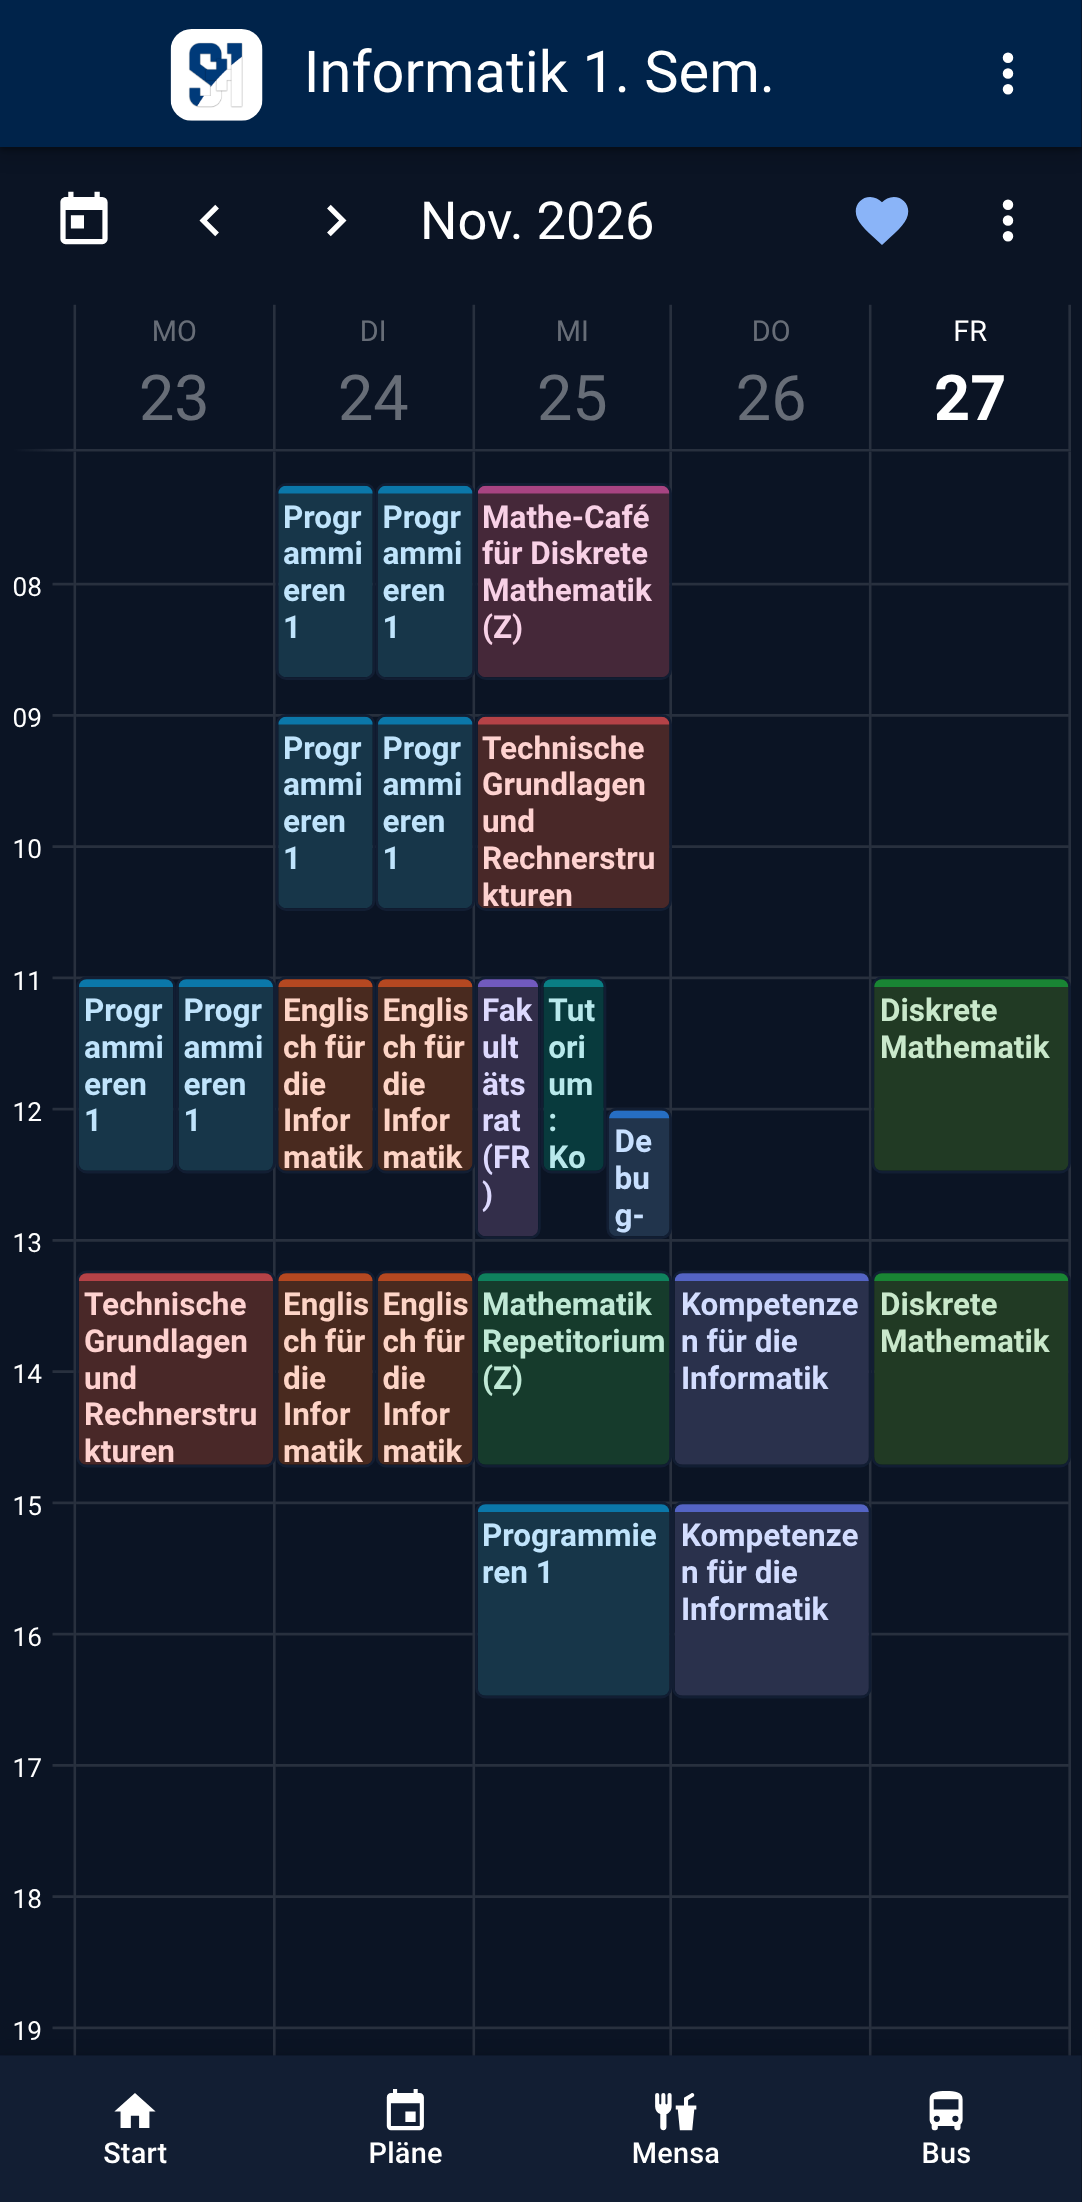 Informatik 1. Sem.
Nov. 2026
MO
DI
MI
DO
FR
23
24
25
26
27
08
09
10
11
12
13
14
15
16
17
18
19
Progr
ammi
eren
1
Progr
ammi
eren
1
Mathe-Café
für Diskrete
Mathematik
(Z)
Progr
ammi
eren
1
Progr
ammi
eren
1
Technische
Grundlagen
und
Rechnerstru
kturen
Progr
ammi
eren
1
Progr
ammi
eren
1
Englis
ch für
die
Infor
matik
Englis
ch für
die
Infor
matik
Fak
ult
äts
rat
(FR
)
Tut
ori
um
:
Ko
De
bu
g-
Diskrete
Mathematik
Technische
Grundlagen
und
Rechnerstru
kturen
Englis
ch für
die
Infor
matik
Englis
ch für
die
Infor
matik
Mathematik
Repetitorium
(Z)
Kompetenze
n für die
Informatik
Diskrete
Mathematik
Programmie
ren 1
Kompetenze
n für die
Informatik
Start
Pläne
Mensa
Bus